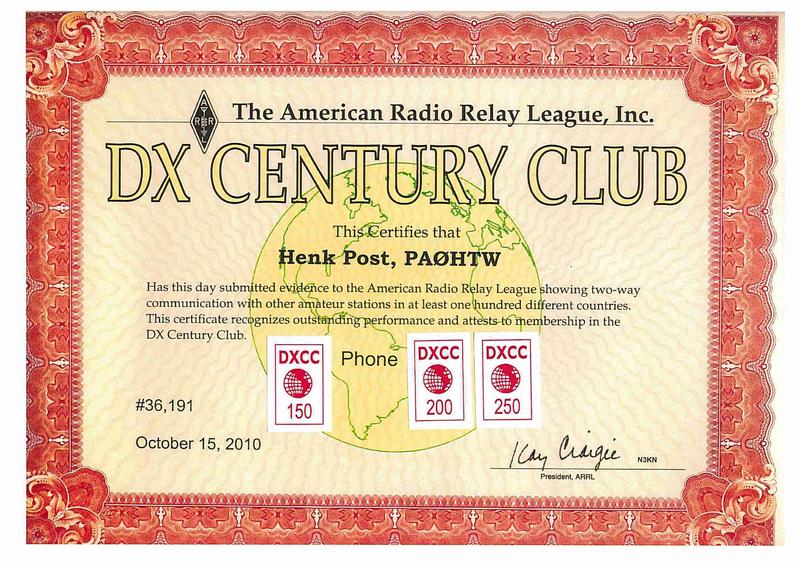 The American Radio Relay League, Inc.
A
R R
L
DX CENTURY CLUB
This Certifies that
Henk Post, PAØHTW
Has this day submitted evidence to the American Radio Relay League showing two-way
communication with other amateur stations in at least one hundred different countries.
This certificate recognizes outstanding performance and attests to membership in the
DX Century Club.
DXCC
150
Phone
DXCC
200
DXCC
250
#36,191
October 15, 2010
Kay Craigie
N3KN
President, ARRL